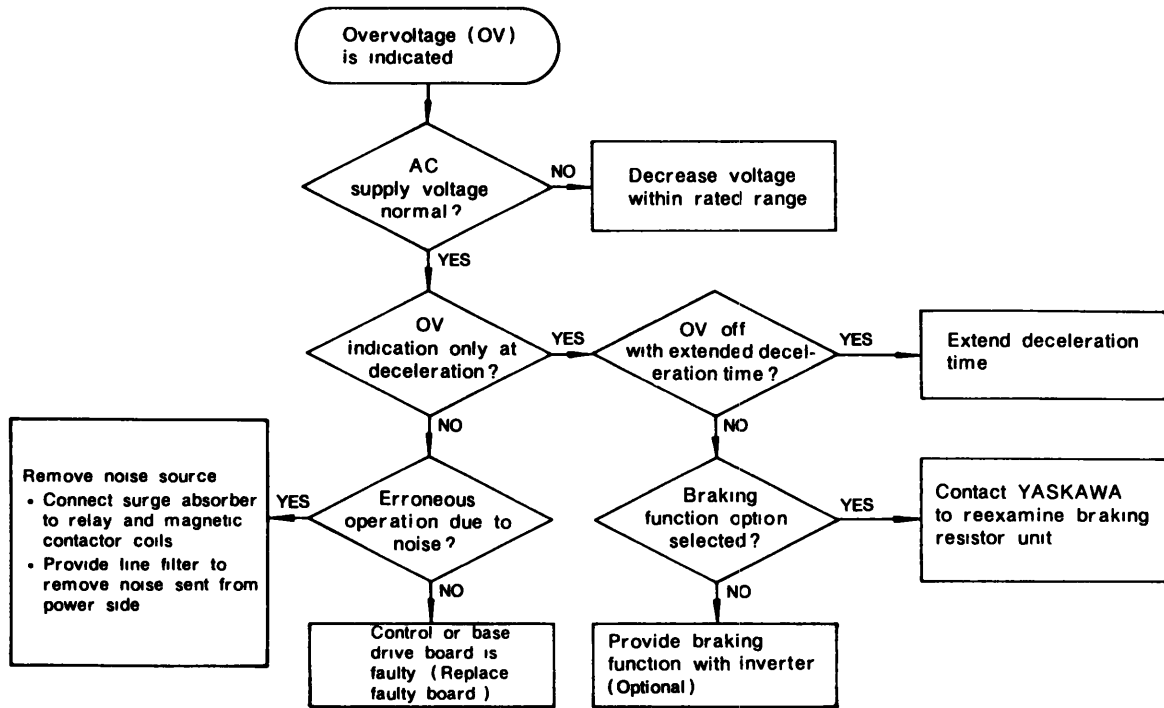 Overvoltage (OV)
is indicated
AC
supply voltage
normal?
NO
Decrease voltage
within rated range
YES
OV
indication only at
deceleration?
YES
OV off
with extended decel-
eration time?
YES
Extend deceleration
time
NO
NO
Remove noise source
• Connect surge absorber
to relay and magnetic
contactor coils
• Provide line filter to
remove noise sent from
power side
YES
Erroneous
operation due to
noise?
Braking
function option
selected?
YES
Contact YASKAWA
to reexamine braking
resistor unit
NO
NO
Control or base
drive board is
faulty (Replace
faulty board)
Provide braking
function with inverter
(Optional)